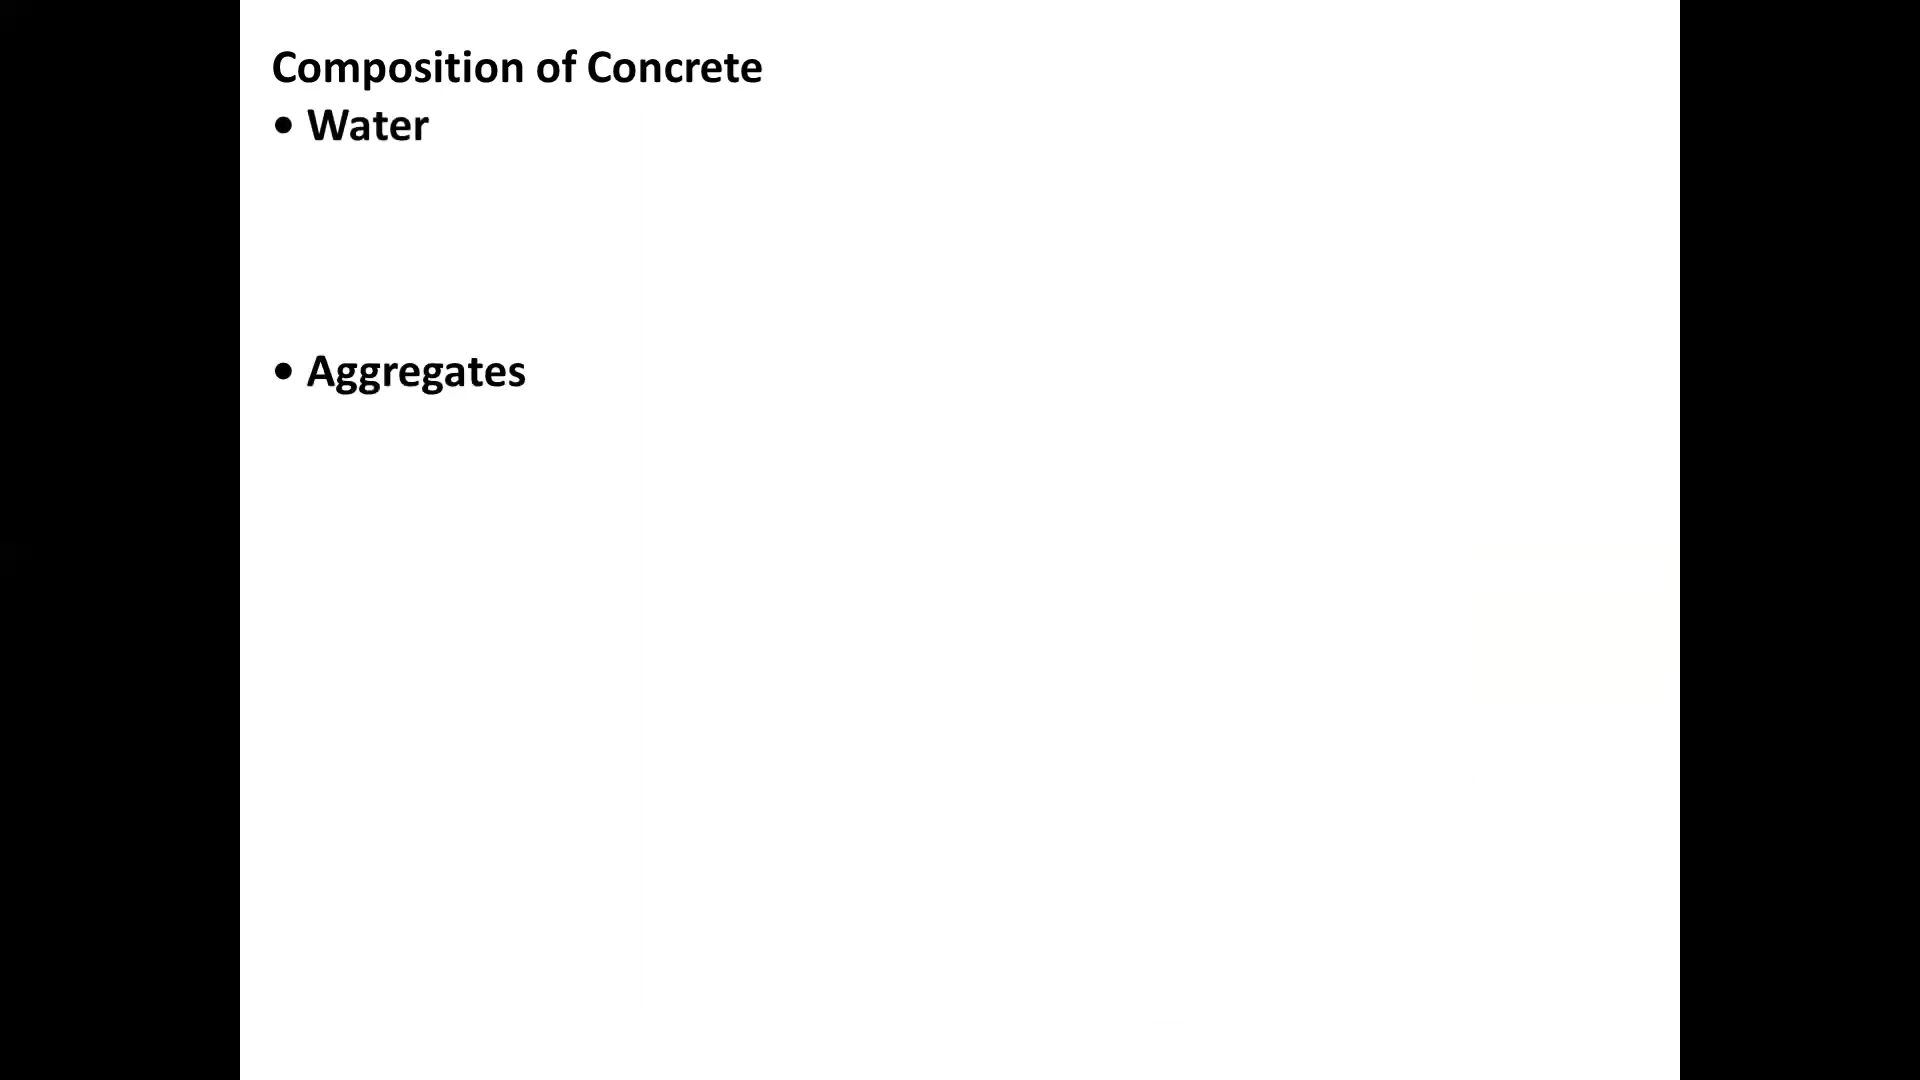 Composition of Concrete
• Water
• Aggregates